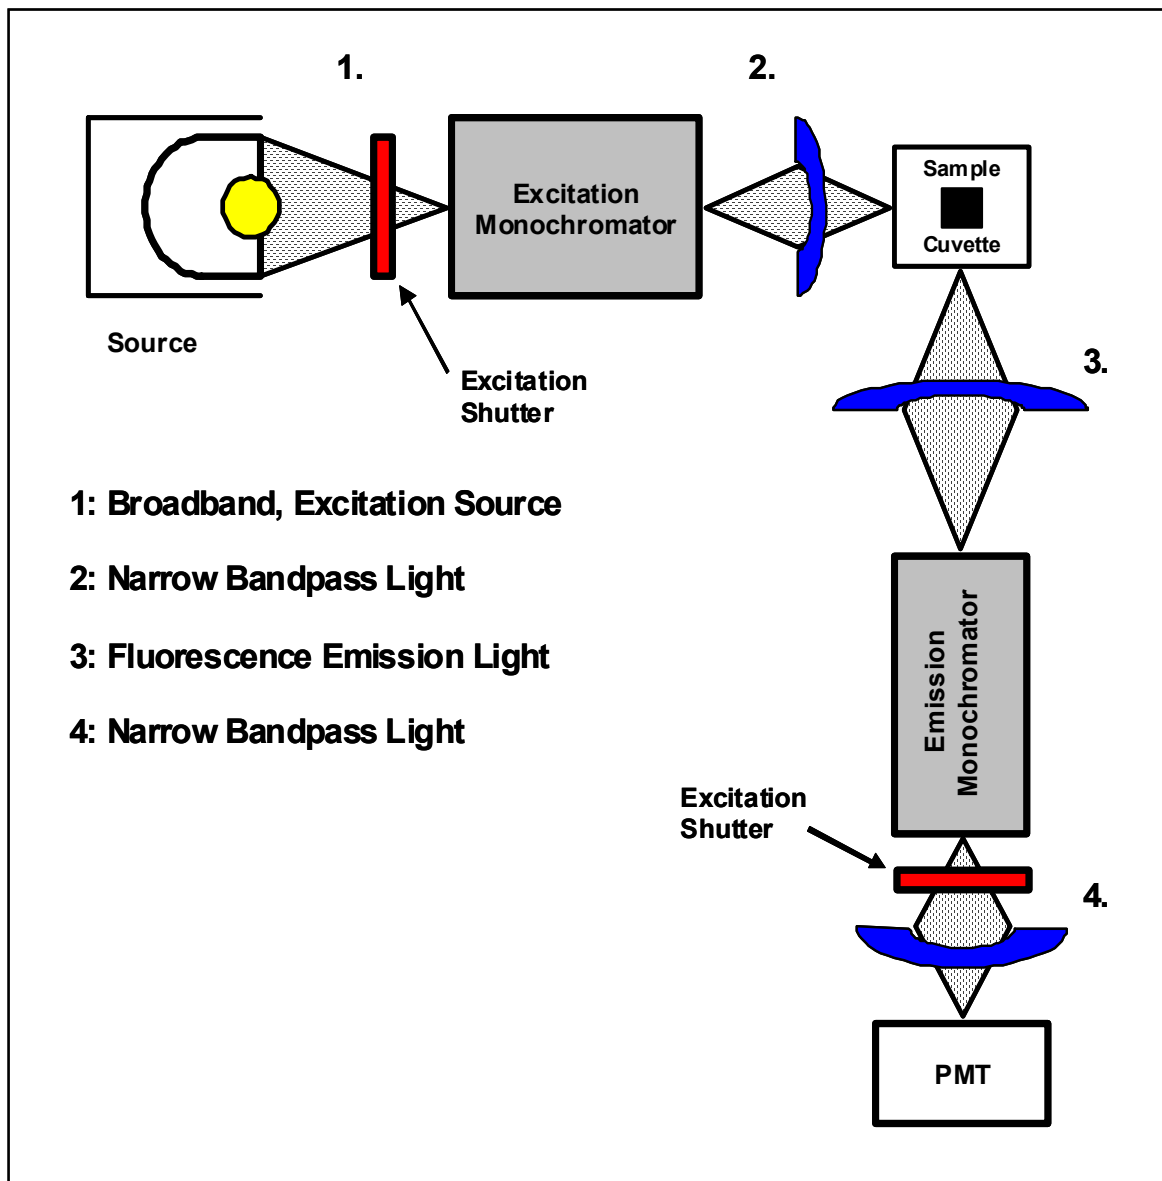 1.
2.
Excitation
Monochromator
Sample
Cuvette
Source
Excitation
Shutter
3.
1: Broadband, Excitation Source
2: Narrow Bandpass Light
3: Fluorescence Emission Light
4: Narrow Bandpass Light
Emission
Monochromator
Excitation
Shutter
4.
PMT